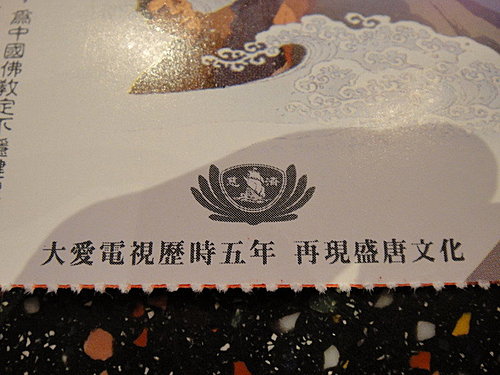 為中國佛教定下
慈 濟
大愛電視歷時五年 再現盛唐文化